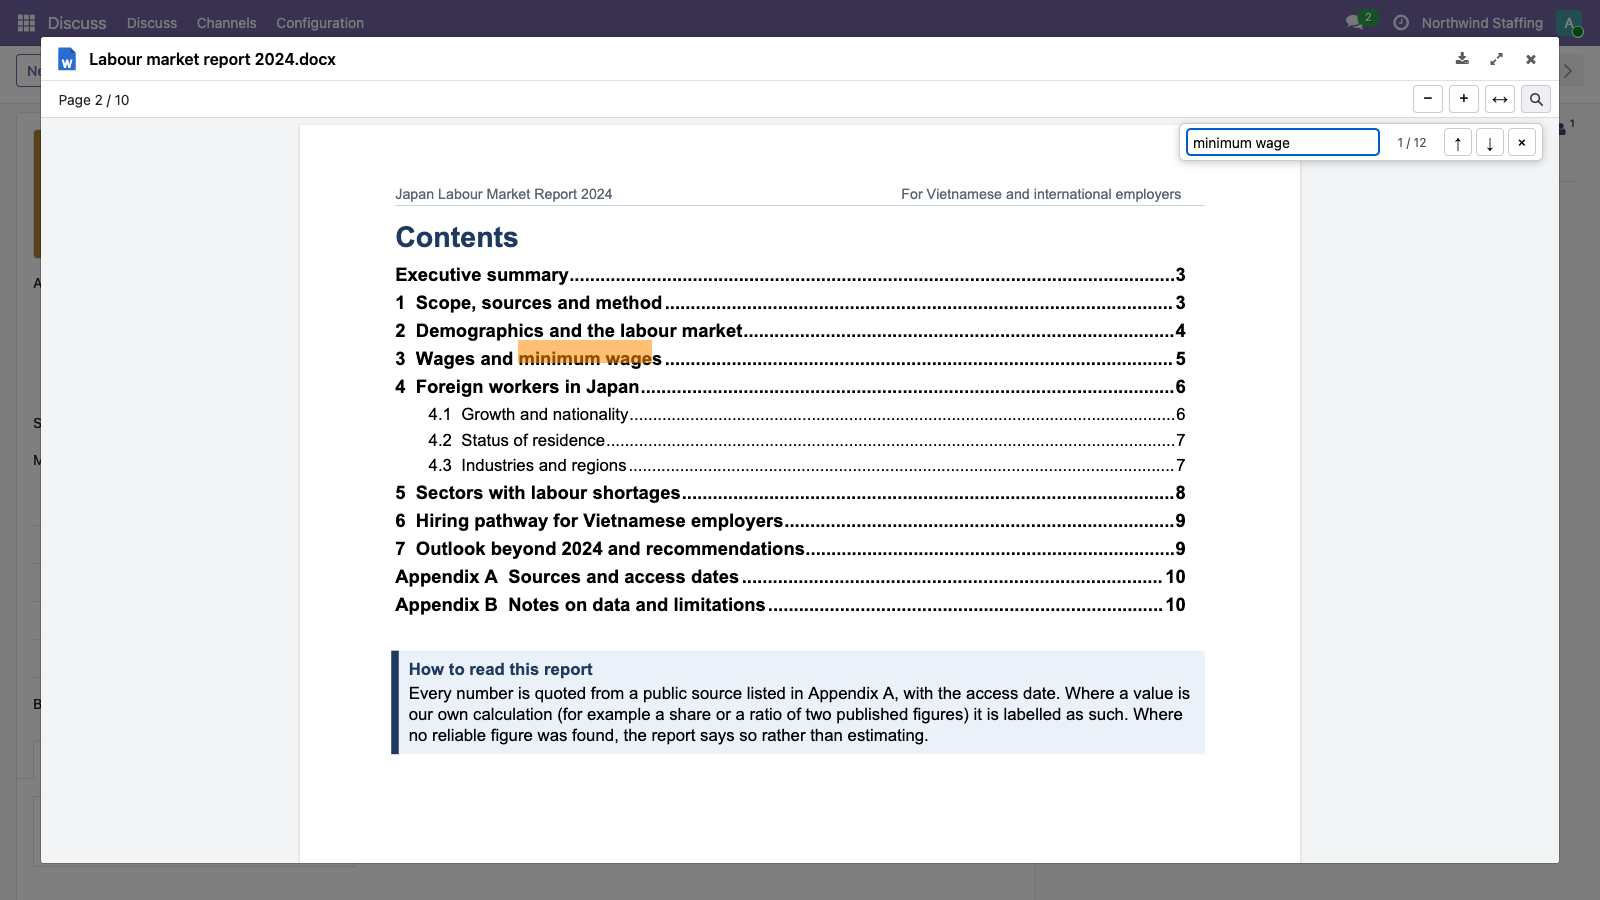 Discuss Discuss Channels Configuration 2 Northwind Staffing A
Labour market report 2024.docx
Page 2 / 10
minimum wage 1 / 12
1
Japan Labour Market Report 2024 For Vietnamese and international employers
Contents
Executive summary 3
1 Scope, sources and method 3
2 Demographics and the labour market 4
3 Wages and minimum wages 5
4 Foreign workers in Japan 6
4.1 Growth and nationality 6
4.2 Status of residence 7
4.3 Industries and regions 7
5 Sectors with labour shortages 8
6 Hiring pathway for Vietnamese employers 9
7 Outlook beyond 2024 and recommendations 9
Appendix A Sources and access dates 10
Appendix B Notes on data and limitations 10
How to read this report
Every number is quoted from a public source listed in Appendix A, with the access date. Where a value is
our own calculation (for example a share or a ratio of two published figures) it is labelled as such. Where
no reliable figure was found, the report says so rather than estimating.